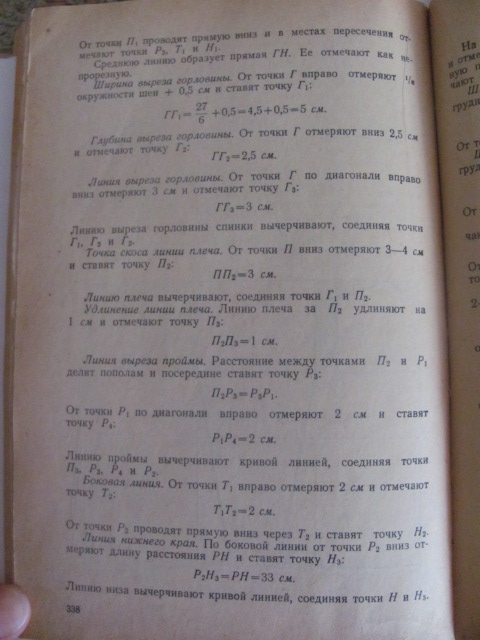 От точки П₁ проводят прямую вниз и в местах пересечения от-
мечают точки Р₂, Т₁ и Н₁.
Среднюю линию образует прямая ГН. Ее отмечают как не-
прорезную.
Ширина выреза горловины. От точки Г вправо отмеряют ¹/₆
окружности шеи + 0,5 см и ставят точку Г₁:
ГГ₁= 27/6 +0,5=4,5+0,5=5 см.
Глубина выреза горловины. От точки Г отмеряют вниз 2,5 см
и отмечают точку Г₂:
ГГ₂=2,5 см.
Линия выреза горловины. От точки Г по диагонали вправо
вниз отмеряют 3 см и отмечают точку Г₃:
ГГ₃=3 см.
Линию выреза горловины спинки вычерчивают, соединяя точки
Г₁, Г₃ и Г₂.
Точка скоса линии плеча. От точки П вниз отмеряют 3—4 см
и ставят точку П₂:
ПП₂=3 см.
Линию плеча вычерчивают, соединяя точки Г₁ и П₂.
Удлинение линии плеча. Линию плеча за П₂ удлиняют на
1 см и отмечают точку П₃:
П₂П₃=1 см.
Линия выреза проймы. Расстояние между точками П₂ и Р₁
делят пополам и посередине ставят точку Р₃:
П₂Р₃=Р₃Р₁.
От точки Р₁ по диагонали вправо отмеряют 2 см и ставят
точку Р₄:
Р₁Р₄=2 см.
Линию проймы вычерчивают кривой линией, соединяя точки
П₃, Р₃, Р₄ и Р₂.
Боковая линия. От точки Т₁ вправо отмеряют 2 см и отмечают
точку Т₂:
Т₁Т₂=2 см.
От точки Р₂ проводят прямую вниз через Т₂ и ставят точку Н₂.
Линия нижнего края. По боковой линии от точки Р₂ вниз от-
меряют длину расстояния РН и ставят точку Н₃:
Р₂Н₃=РН=33 см.
Линию низа вычерчивают кривой линией, соединяя точки Н и Н₃.
336